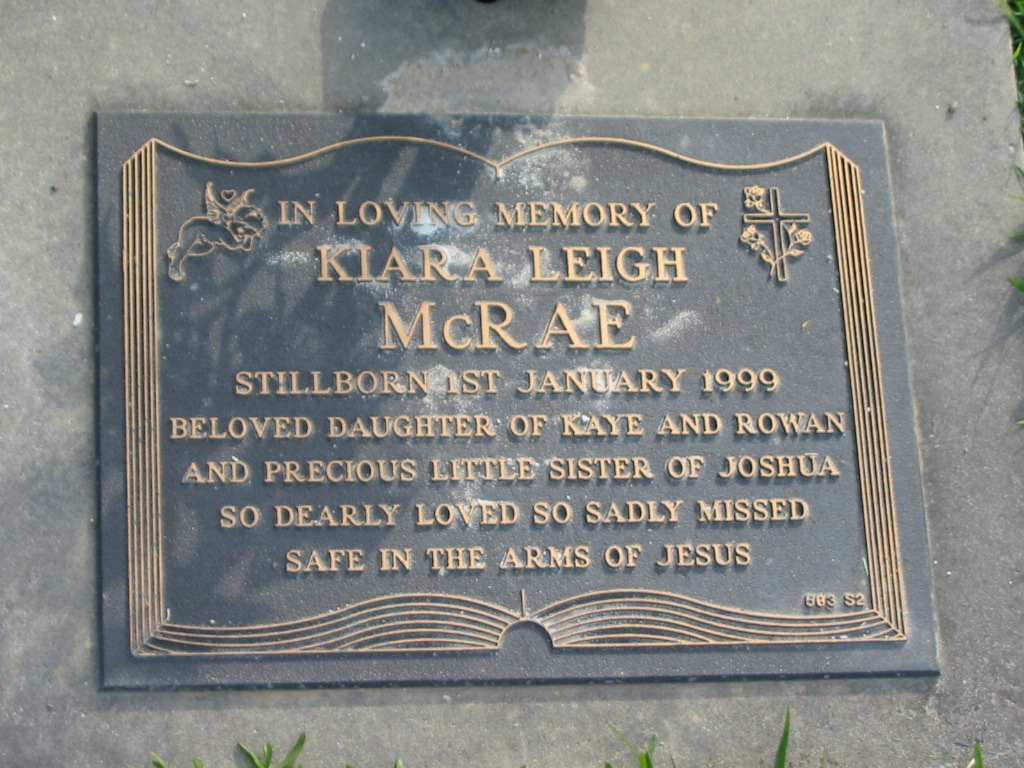 IN LOVING MEMORY OF
KIARA LEIGH
McRAE
STILLBORN 1ST JANUARY 1999
BELOVED DAUGHTER OF KAYE AND ROWAN
AND PRECIOUS LITTLE SISTER OF JOSHUA
SO DEARLY LOVED SO SADLY MISSED
SAFE IN THE ARMS OF JESUS
S2